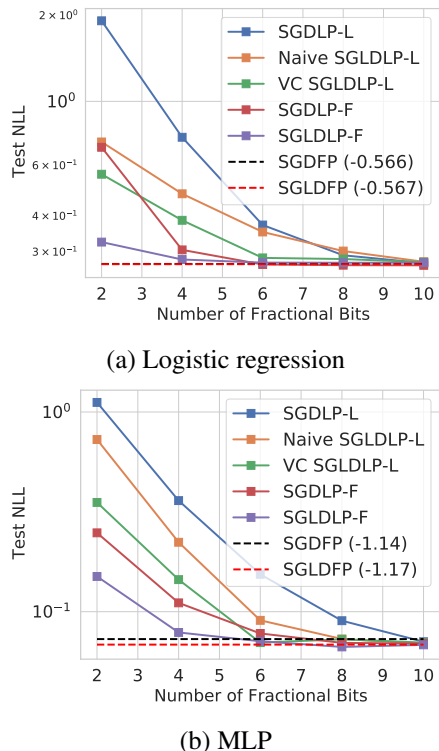 2 × 10⁰
10⁰
6 × 10⁻¹
4 × 10⁻¹
3 × 10⁻¹
Test NLL
SGDLP-L
Naive SGLDLP-L
VC SGLDLP-L
SGDLP-F
SGLDLP-F
SGDFP (-0.566)
SGLDFP (-0.567)
2 3 4 5 6 7 8 9 10
Number of Fractional Bits
(a) Logistic regression
10⁰
10⁻¹
Test NLL
SGDLP-L
Naive SGLDLP-L
VC SGLDLP-L
SGDLP-F
SGLDLP-F
SGDFP (-1.14)
SGLDFP (-1.17)
2 3 4 5 6 7 8 9 10
Number of Fractional Bits
(b) MLP